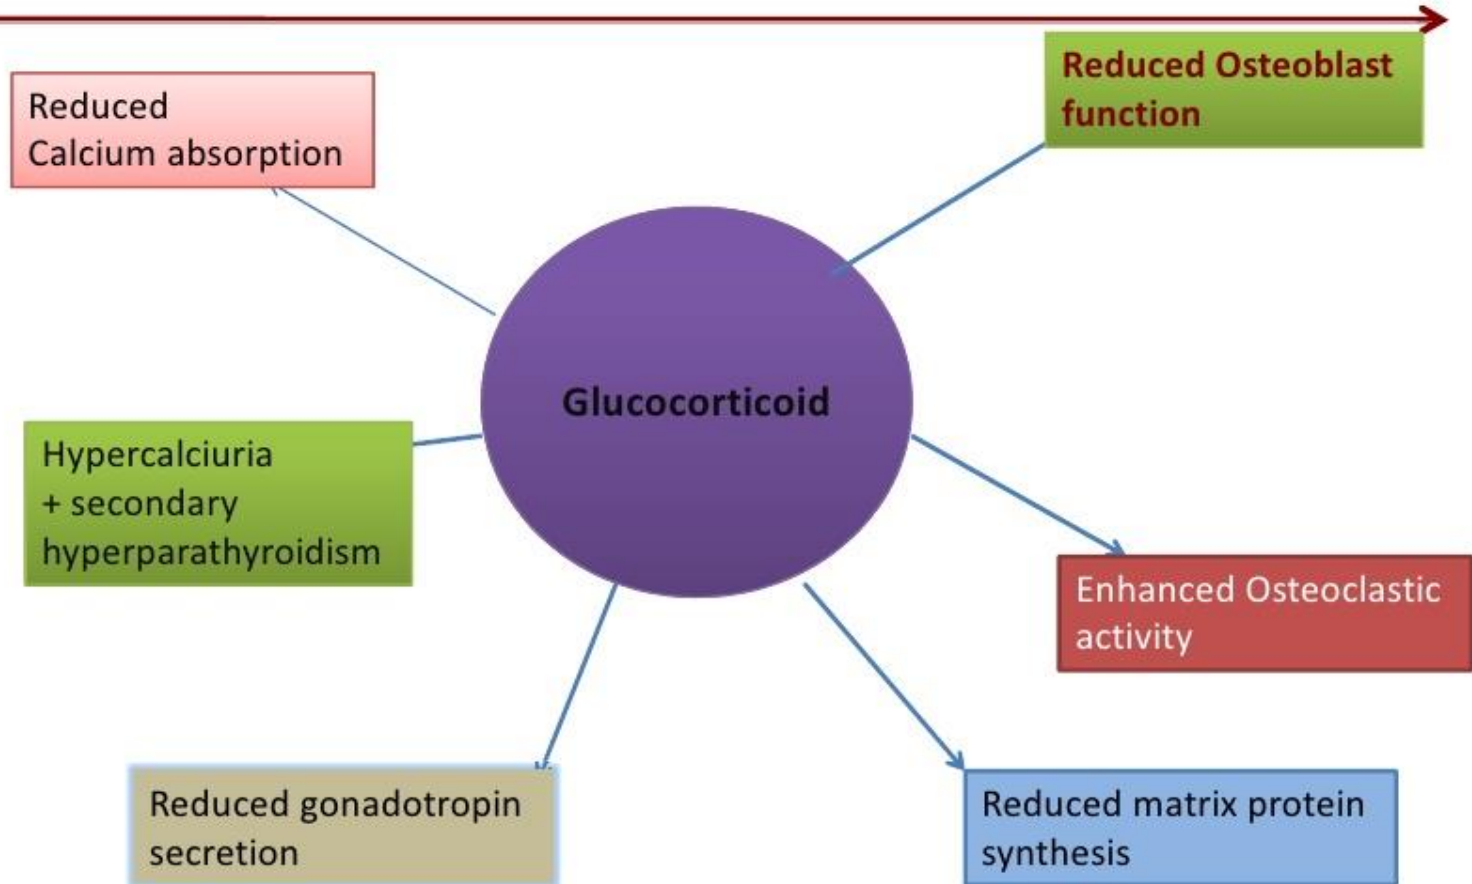 Reduced
Calcium absorption
Reduced Osteoblast
function
Glucocorticoid
Hypercalciuria
+ secondary
hyperparathyroidism
Enhanced Osteoclastic
activity
Reduced gonadotropin
secretion
Reduced matrix protein
synthesis